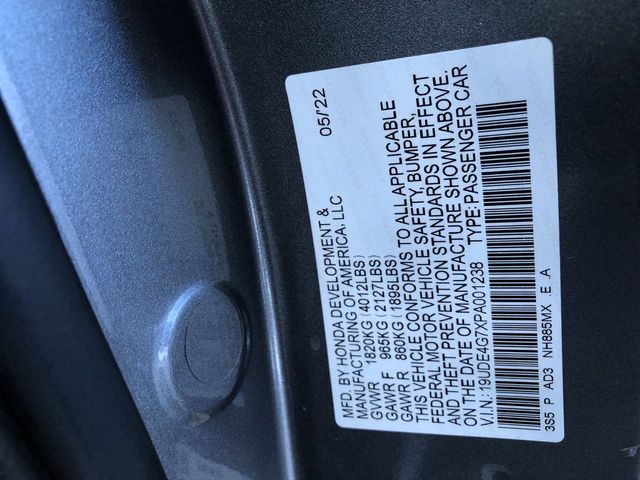 MFD. BY HONDA DEVELOPMENT & 05/'22
MANUFACTURING OF AMERICA, LLC
GVWR 1820KG (4012LBS)
GAWR F 965KG (2127LBS)
GAWR R 860KG (1895LBS)
THIS VEHICLE CONFORMS TO ALL APPLICABLE
FEDERAL MOTOR VEHICLE SAFETY, BUMPER,
AND THEFT PREVENTION STANDARDS IN EFFECT
ON THE DATE OF MANUFACTURE SHOWN ABOVE.
V.I.N: 19UDE4G7XPA001238 TYPE:PASSENGER CAR
3S5 P AD3 NH885MX .E .A